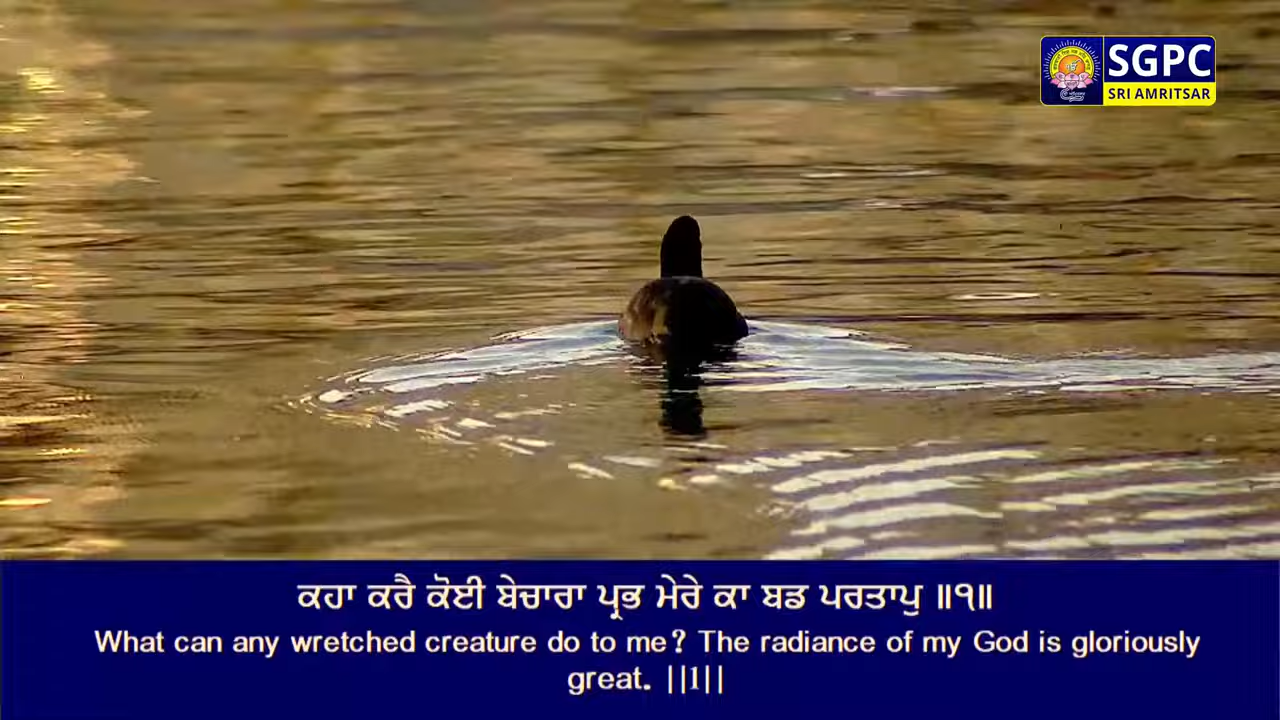 SGPC
SRI AMRITSAR
ਕਹਾ ਕਰੈ ਕੋਈ ਬੇਚਾਰਾ ਪ੍ਰਭ ਮੇਰੇ ਕਾ ਬਡ ਪਰਤਾਪੁ ॥੧॥
What can any wretched creature do to me? The radiance of my God is gloriously
great. ||1||